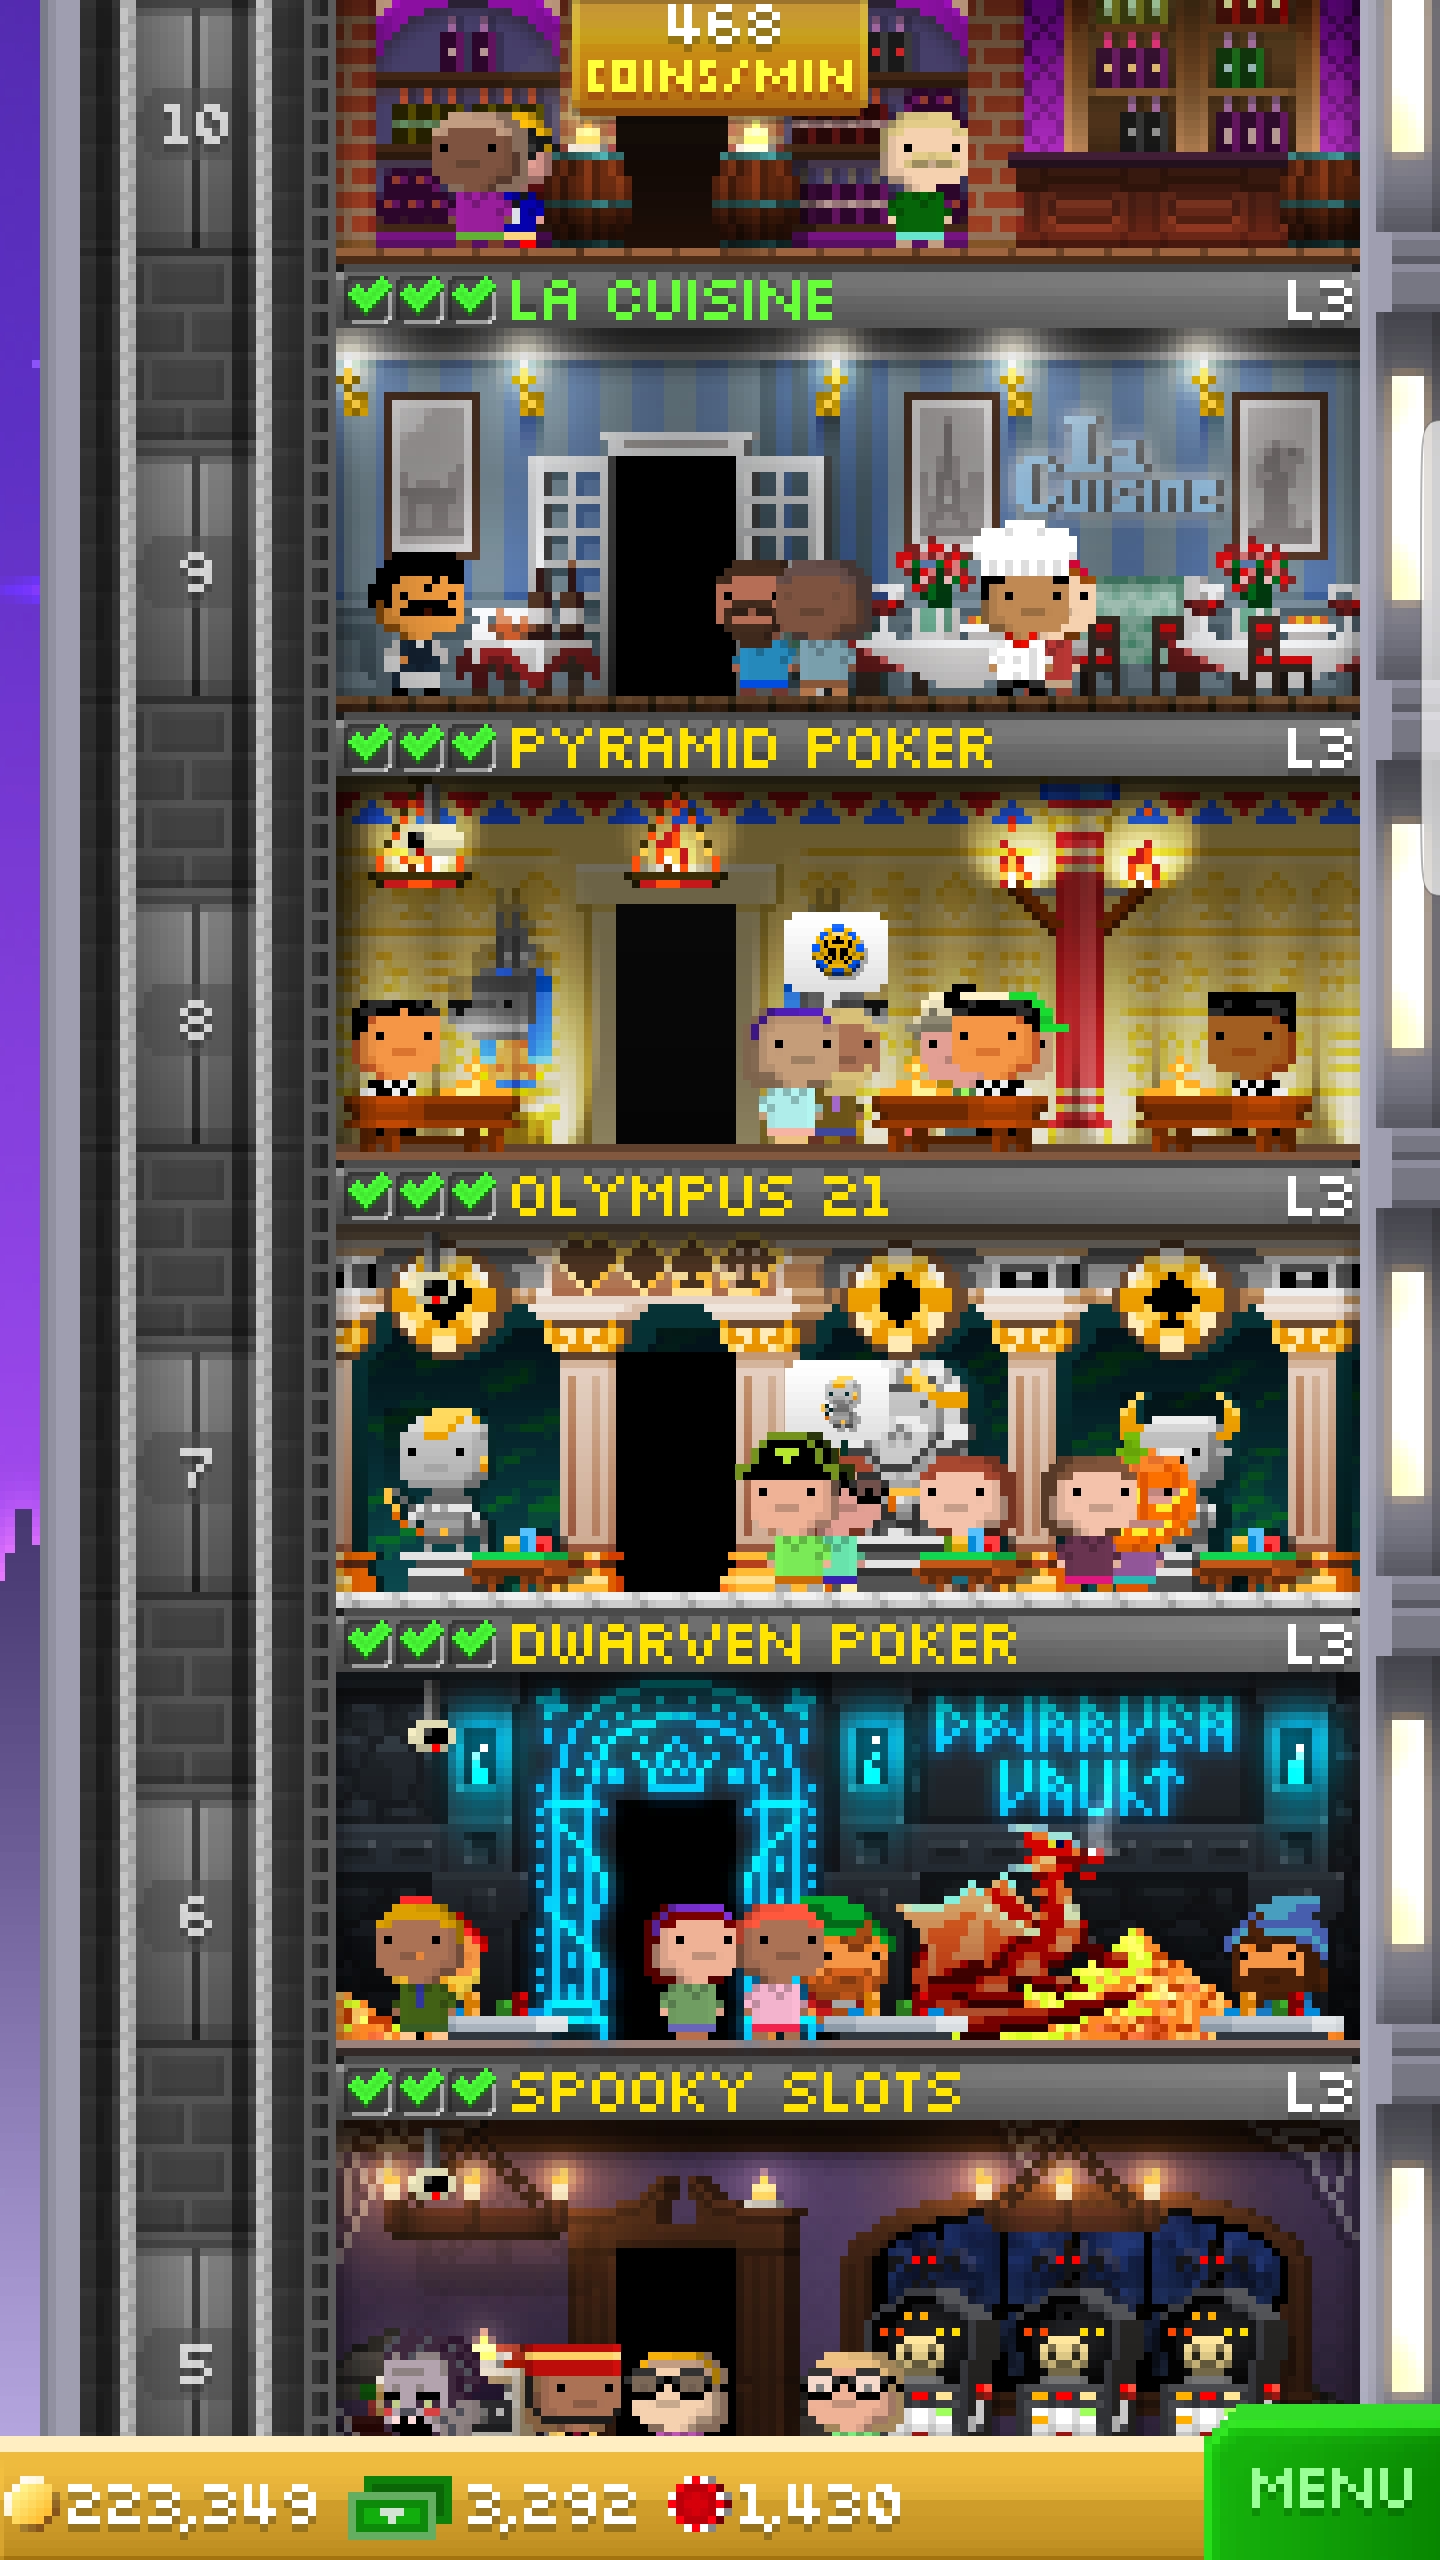 468
COINS/MIN
10
LA CUISINE L3
La
Cuisine
9
PYRAMID POKER L3
8
OLYMPUS 21 L3
7
DWARVEN POKER L3
DWARVEN
VAULT
6
SPOOKY SLOTS L3
5
223,349 3,292 1,430 MENU